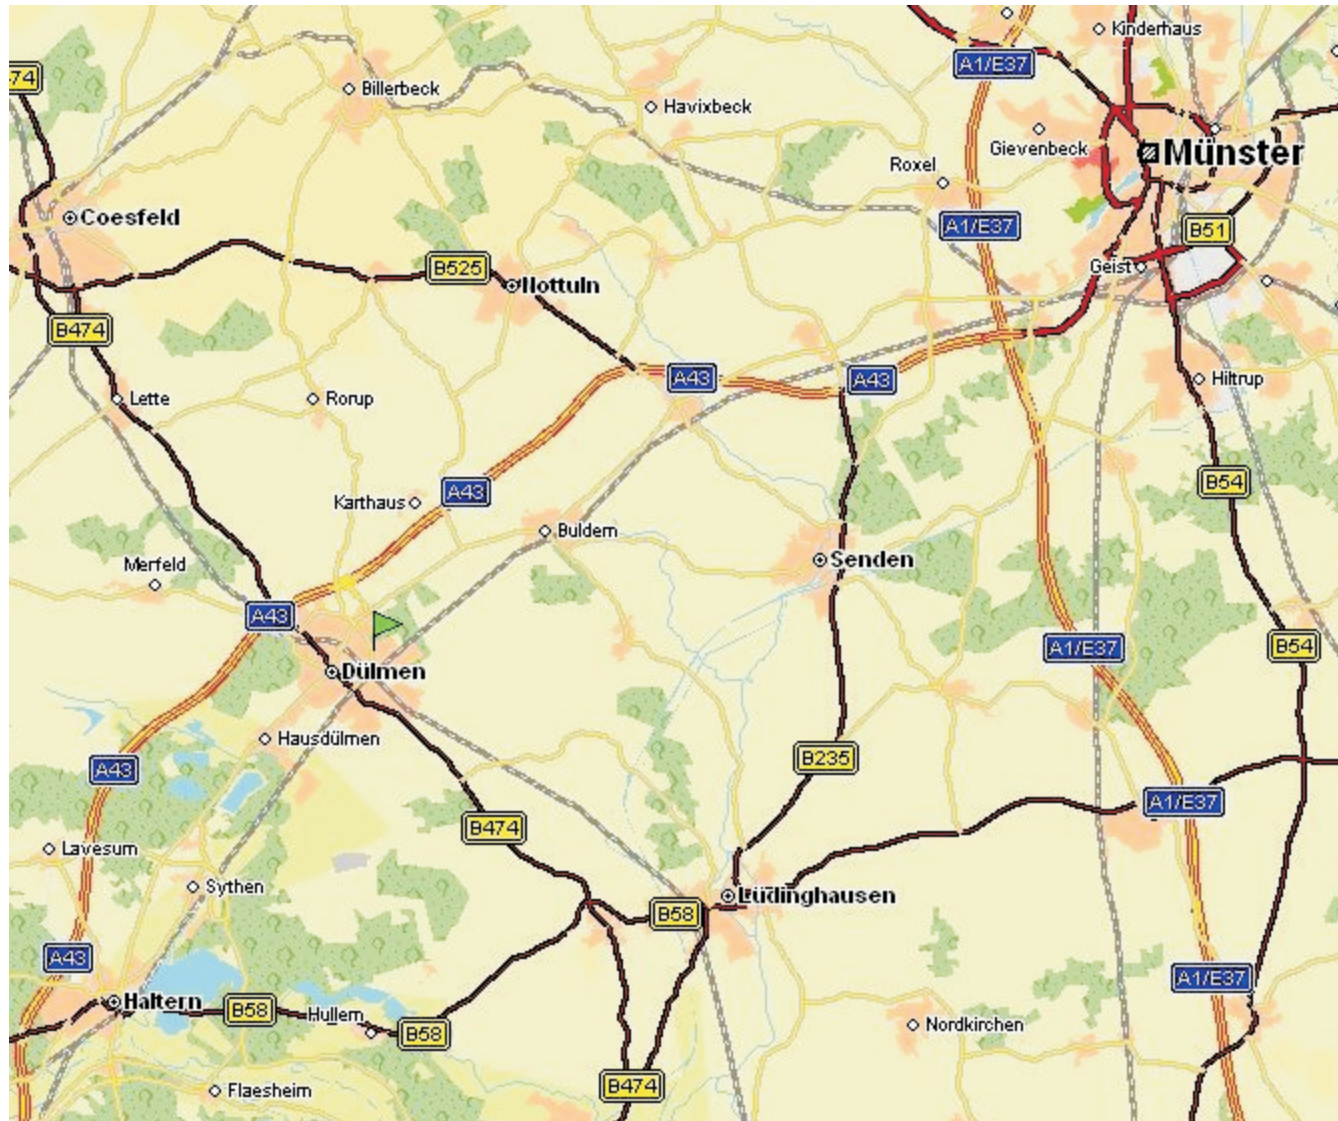 Kinderhaus
A1/E37
74
Billerbeck
Havixbeck
Gievenbeck
Münster
Roxel
Coesfeld
A1/E37
B51
B525
Nottuln
Geist
B474
A43
A43
Hiltrup
Lette
Rorup
A43
Karthaus
B54
Buldern
Merfeld
Senden
A43
Dülmen
A1/E37
B54
Hausdülmen
A43
B235
A1/E37
B474
Lavesum
Sythen
Lüdinghausen
B58
A43
A1/E37
Haltern
B58
Hullern
B58
Nordkirchen
Flaesheim
B474